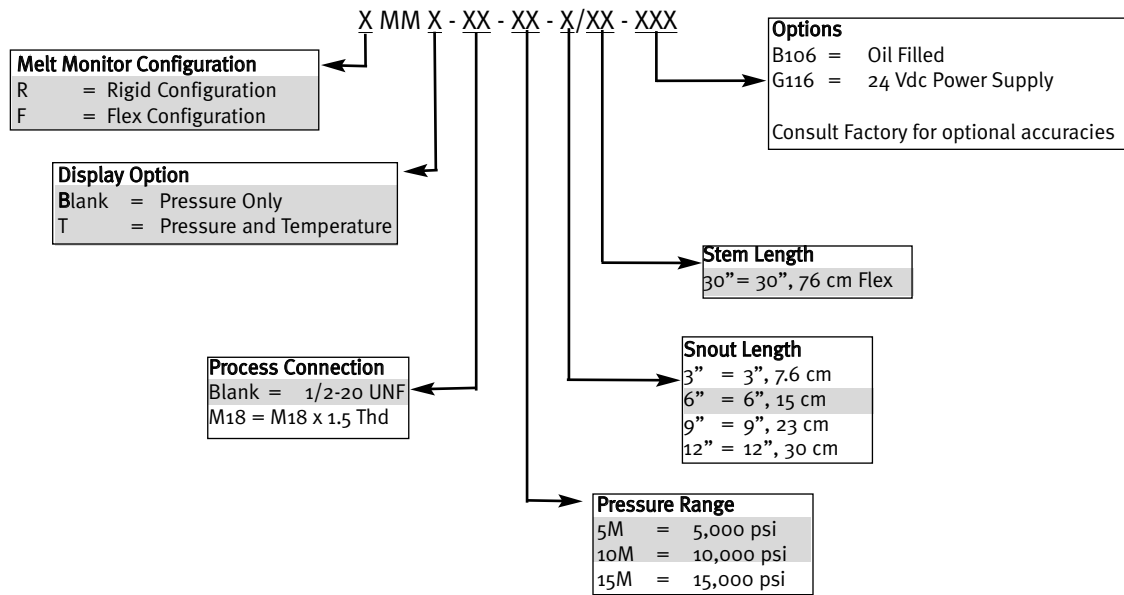 X MM X - XX - XX - X/XX - XXX
Melt Monitor Configuration
R = Rigid Configuration
F = Flex Configuration
Options
B106 = Oil Filled
G116 = 24 Vdc Power Supply
Consult Factory for optional accuracies
Display Option
Blank = Pressure Only
T = Pressure and Temperature
Stem Length
30”= 30”, 76 cm Flex
Process Connection
Blank = 1/2-20 UNF
M18 = M18 x 1.5 Thd
Snout Length
3” = 3”, 7.6 cm
6” = 6”, 15 cm
9” = 9”, 23 cm
12” = 12”, 30 cm
Pressure Range
5M = 5,000 psi
10M = 10,000 psi
15M = 15,000 psi